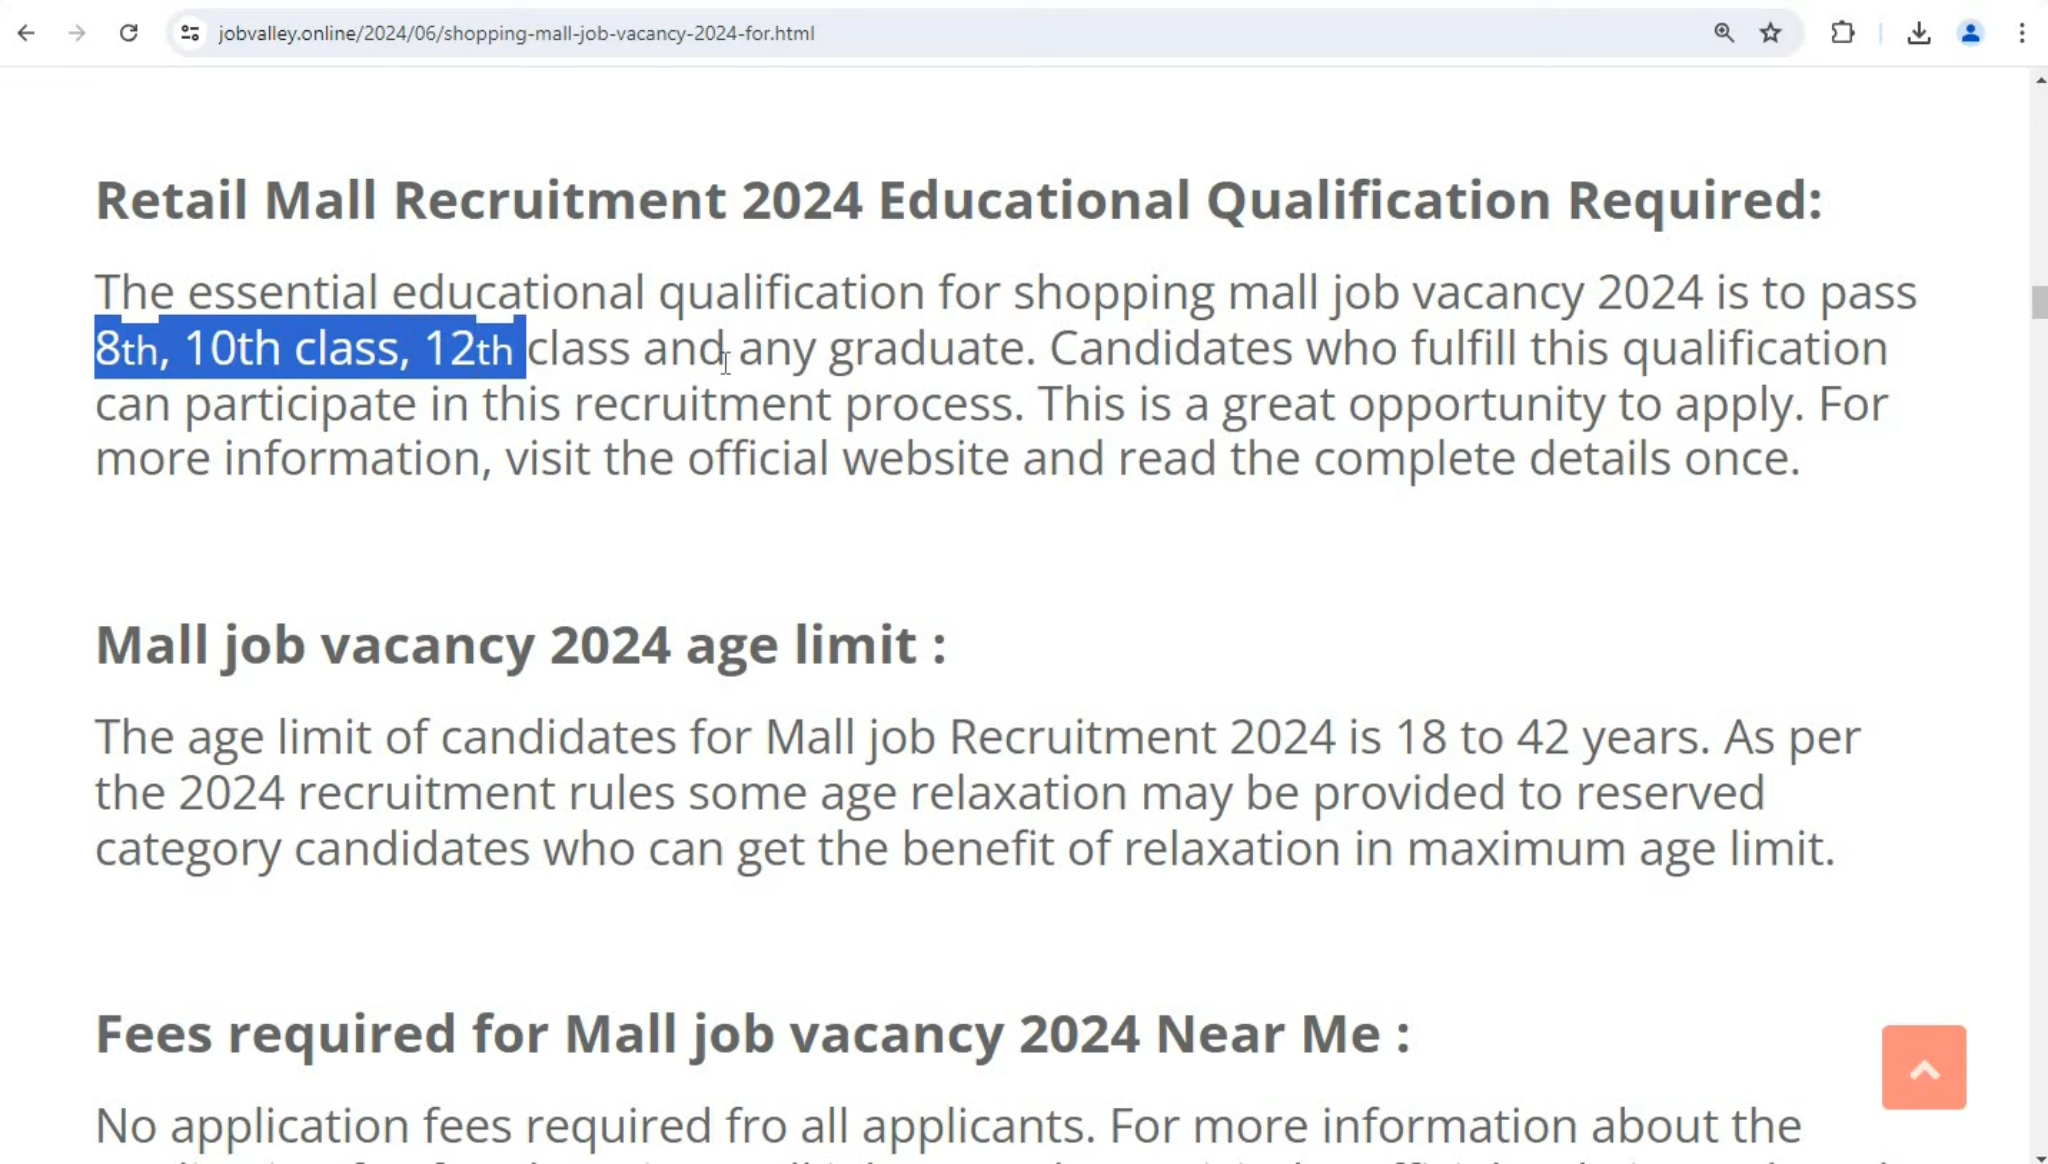 jobvalley.online/2024/06/shopping-mall-job-vacancy-2024-for.html
Retail Mall Recruitment 2024 Educational Qualification Required:
The essential educational qualification for shopping mall job vacancy 2024 is to pass
8th, 10th class, 12th class and any graduate. Candidates who fulfill this qualification
can participate in this recruitment process. This is a great opportunity to apply. For
more information, visit the official website and read the complete details once.
Mall job vacancy 2024 age limit :
The age limit of candidates for Mall job Recruitment 2024 is 18 to 42 years. As per
the 2024 recruitment rules some age relaxation may be provided to reserved
category candidates who can get the benefit of relaxation in maximum age limit.
Fees required for Mall job vacancy 2024 Near Me :
No application fees required fro all applicants. For more information about the